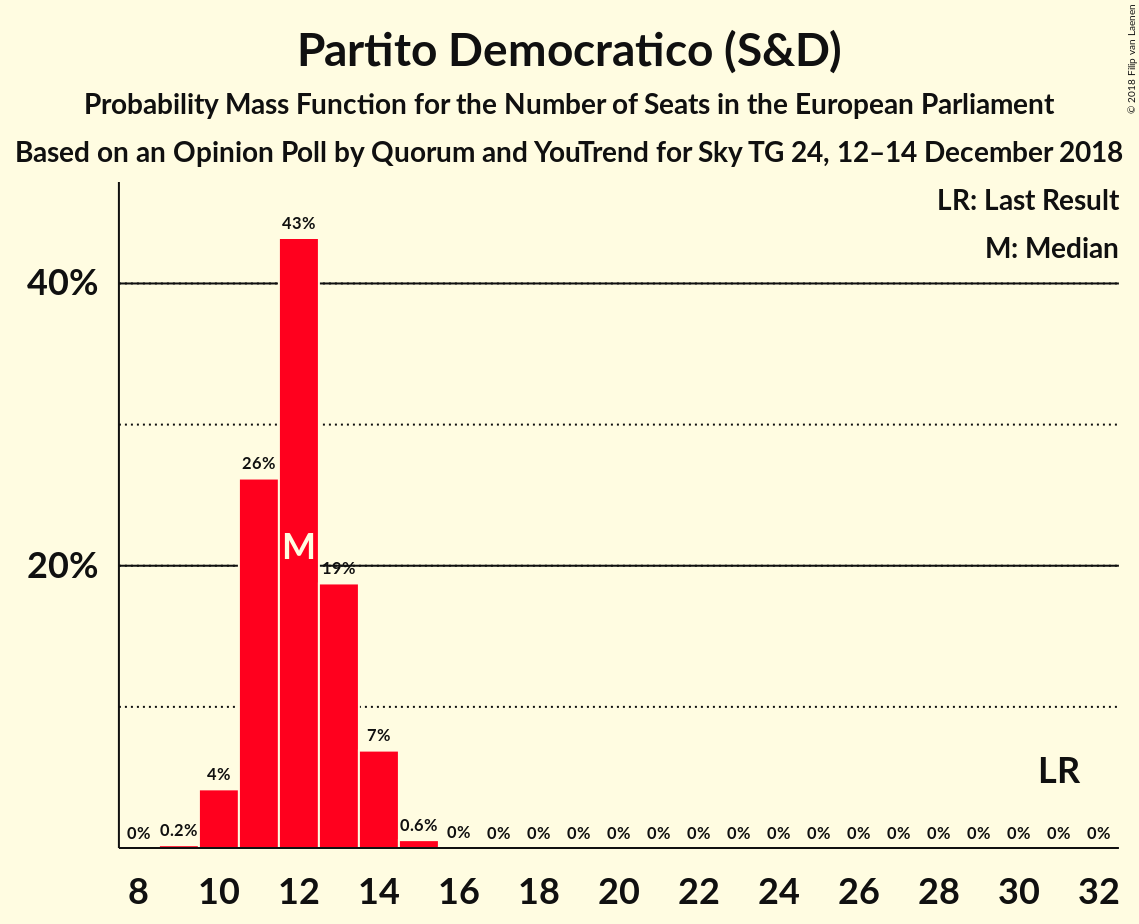 Partito Democratico (S&D)
Probability Mass Function for the Number of Seats in the European Parliament
Based on an Opinion Poll by Quorum and YouTrend for Sky TG 24, 12–14 December 2018
© 2018 Filip van Laenen
LR: Last Result
M: Median
43%
40%
26%
M
20%
19%
7%
4%
LR
0% 0.2% 0.6% 0% 0% 0% 0% 0% 0% 0% 0% 0% 0% 0% 0% 0% 0% 0% 0%
8 10 12 14 16 18 20 22 24 26 28 30 32